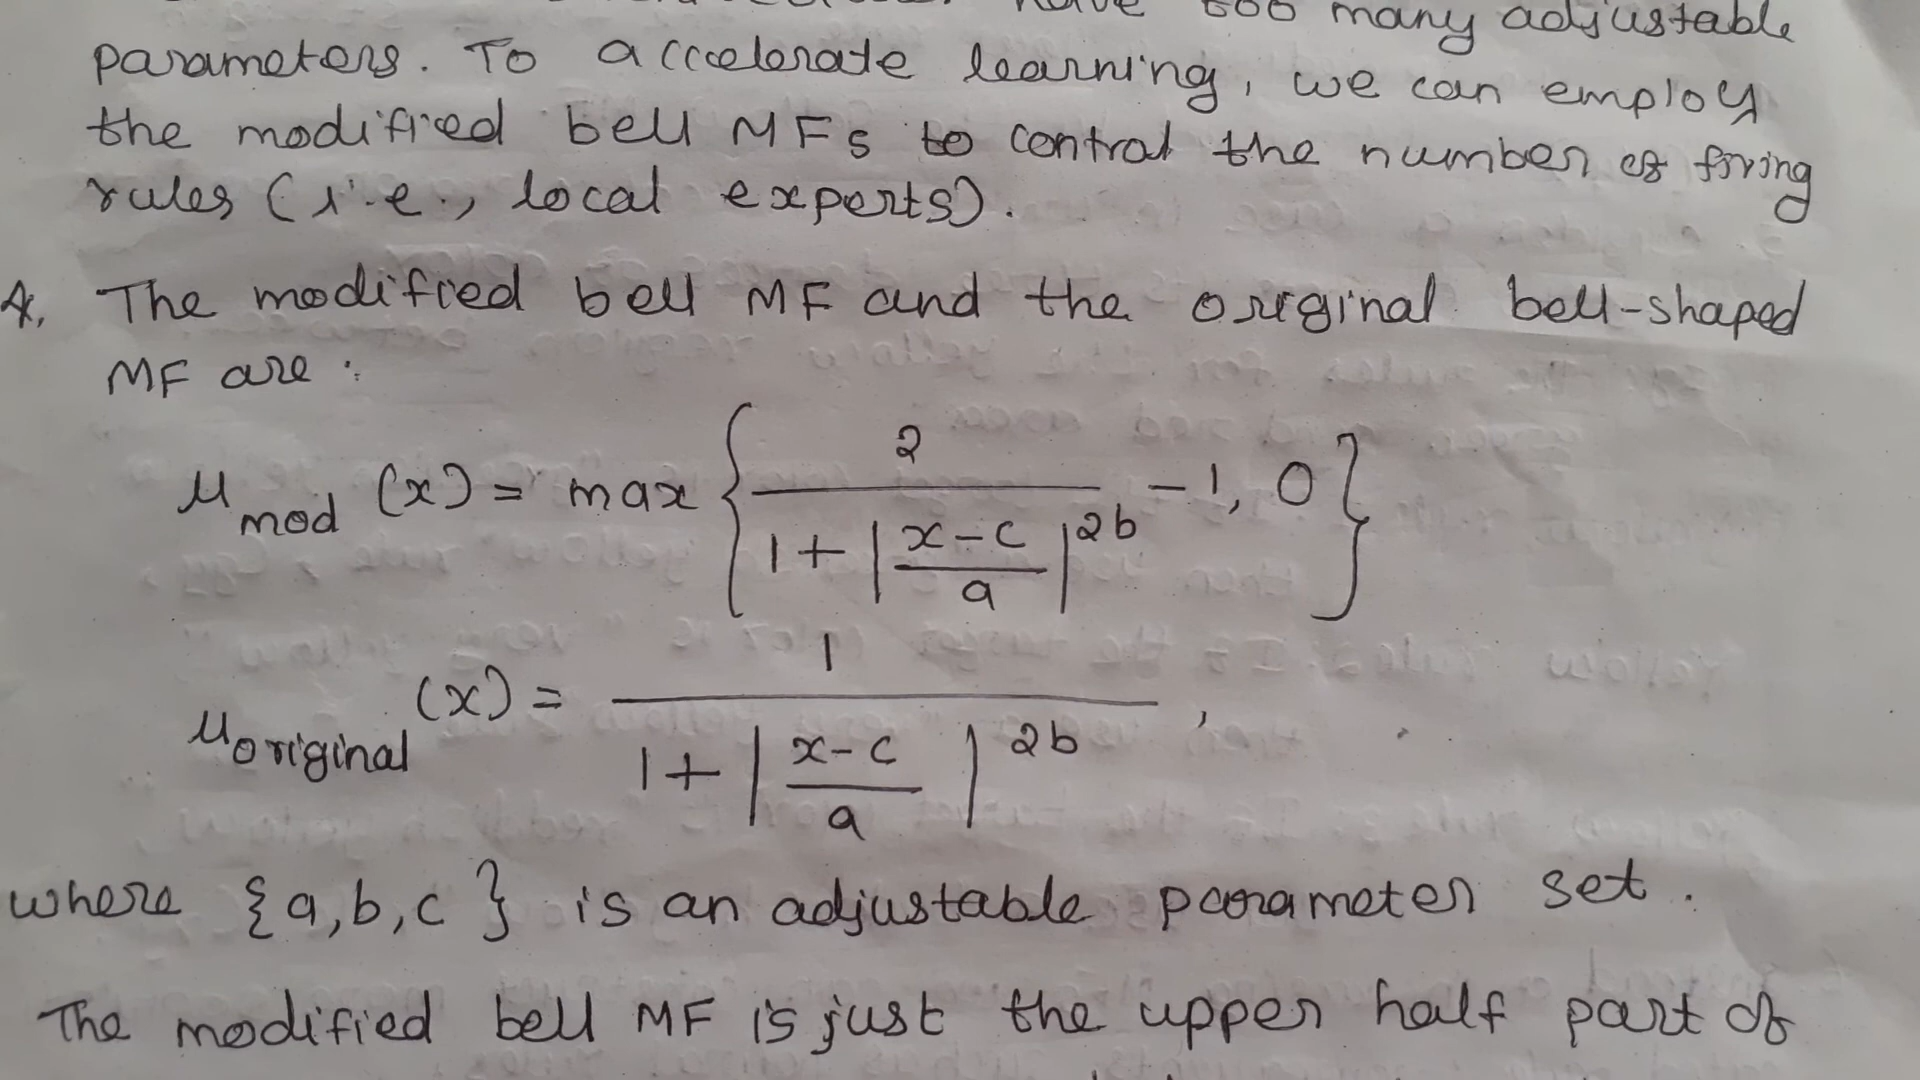 have too many adjustable
parameters. To accelerate learning, we can employ
the modified bell MFs to control the number of firing
rules (i.e., local experts).
*. The modified bell MF and the original bell-shaped
MF are :
μ_mod (x) = max { 2 / (1 + |(x-c)/a|^2b) - 1, 0 }
μ_original (x) = 1 / (1 + |(x-c)/a|^2b) ,
where {a,b,c} is an adjustable parameter set.
The modified bell MF is just the upper half part of